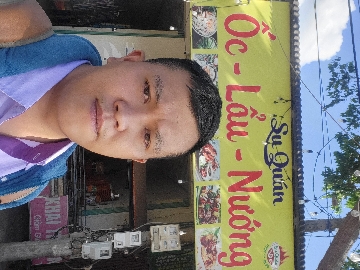 Su Quán
Ốc - Lẩu - Nướng